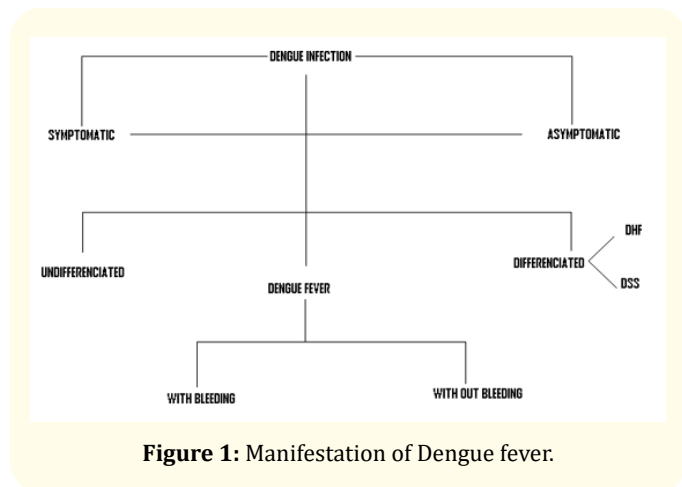 DENGUE INFECTION
SYMPTOMATIC
ASYMPTOMATIC
DHF
UNDIFFERENCIATED
DIFFERENCIATED
DSS
DENGUE FEVER
WITH BLEEDING
WITH OUT BLEEDING
Figure 1: Manifestation of Dengue fever.